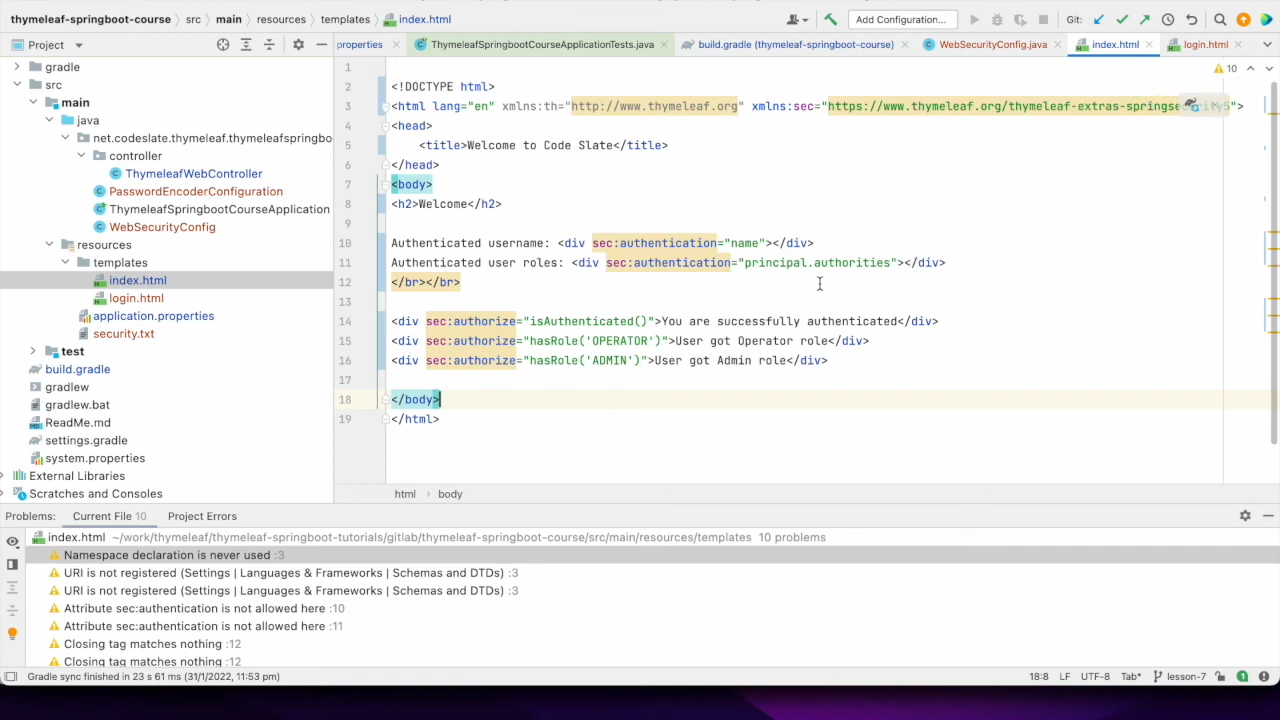 thymeleaf-springboot-course > src > main > resources > templates > index.html
Add Configuration...
Git:
Project
properties
ThymeleafSpringbootCourseApplicationTests.java
build.gradle (thymeleaf-springboot-course)
WebSecurityConfig.java
index.html
login.html
gradle
src
main
java
net.codeslate.thymeleaf.thymeleafspringbo
controller
ThymeleafWebController
PasswordEncoderConfiguration
ThymeleafSpringbootCourseApplication
WebSecurityConfig
resources
templates
index.html
login.html
application.properties
security.txt
test
build.gradle
gradlew
gradlew.bat
ReadMe.md
settings.gradle
system.properties
External Libraries
Scratches and Consoles
10
1
2 <!DOCTYPE html>
3 <html lang="en" xmlns:th="http://www.thymeleaf.org" xmlns:sec="https://www.thymeleaf.org/thymeleaf-extras-springsecurity5">
4 <head>
5 <title>Welcome to Code Slate</title>
6 </head>
7 <body>
8 <h2>Welcome</h2>
9
10 Authenticated username: <div sec:authentication="name"></div>
11 Authenticated user roles: <div sec:authentication="principal.authorities"></div>
12 </br></br>
13
14 <div sec:authorize="isAuthenticated()">You are successfully authenticated</div>
15 <div sec:authorize="hasRole('OPERATOR')">User got Operator role</div>
16 <div sec:authorize="hasRole('ADMIN')">User got Admin role</div>
17
18 </body>
19 </html>
html > body
Problems: Current File 10 Project Errors
index.html ~/work/thymeleaf/thymeleaf-springboot-tutorials/gitlab/thymeleaf-springboot-course/src/main/resources/templates 10 problems
Namespace declaration is never used :3
URI is not registered (Settings | Languages & Frameworks | Schemas and DTDs) :3
URI is not registered (Settings | Languages & Frameworks | Schemas and DTDs) :3
Attribute sec:authentication is not allowed here :10
Attribute sec:authentication is not allowed here :11
Closing tag matches nothing :12
Closing tag matches nothing :12
Gradle sync finished in 23 s 61 ms (31/1/2022, 11:53 pm)
18:8 LF UTF-8 Tab* lesson-7 1